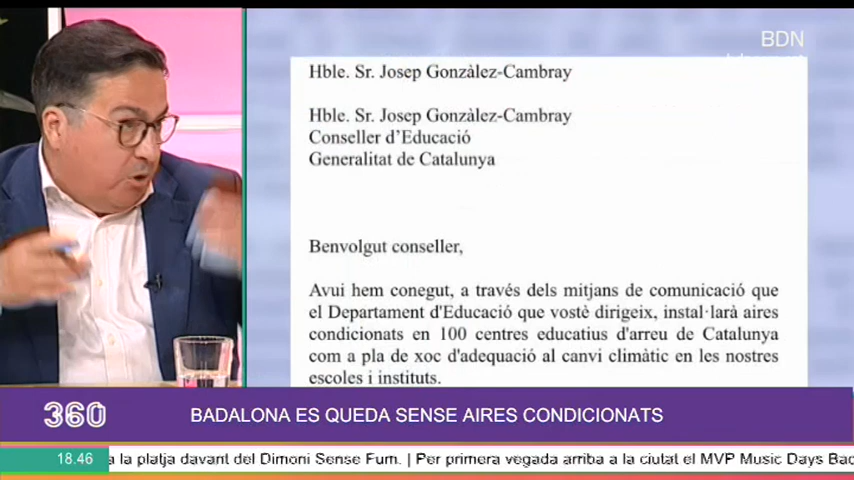 BDN
Hble. Sr. Josep Gonzàlez-Cambray
Hble. Sr. Josep Gonzàlez-Cambray
Conseller d'Educació
Generalitat de Catalunya
Benvolgut conseller,
Avui hem conegut, a través dels mitjans de comunicació que
el Departament d'Educació que vostè dirigeix, instal·larà aires
condicionats en 100 centres educatius d'arreu de Catalunya
com a pla de xoc d'adequació al canvi climàtic en les nostres
escoles i instituts.
360 BADALONA ES QUEDA SENSE AIRES CONDICIONATS
18.46 a la platja davant del Dimoni Sense Fum. | Per primera vegada arriba a la ciutat el MVP Music Days Bad